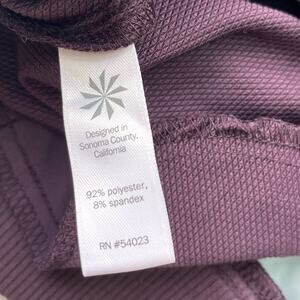 Designed in
Sonoma County,
California
92% polyester,
8% spandex
RN #54023